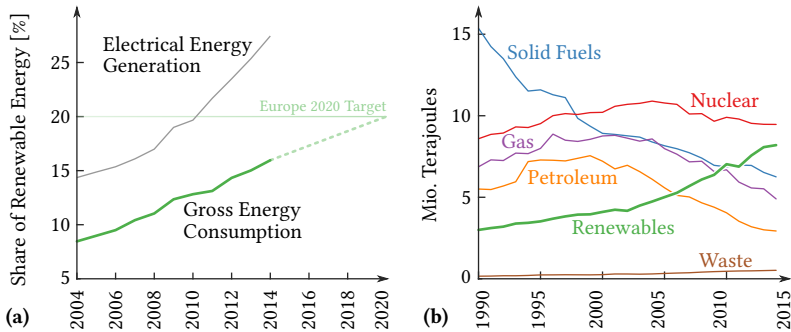 Share of Renewable Energy [%]
25
20
15
10
5
Electrical Energy
Generation
Europe 2020 Target
Gross Energy
Consumption
2004
2006
2008
2010
2012
2014
2016
2018
2020
(a)
Mio. Terajoules
15
10
5
0
Solid Fuels
Nuclear
Gas
Petroleum
Renewables
Waste
1990
1995
2000
2005
2010
2015
(b)